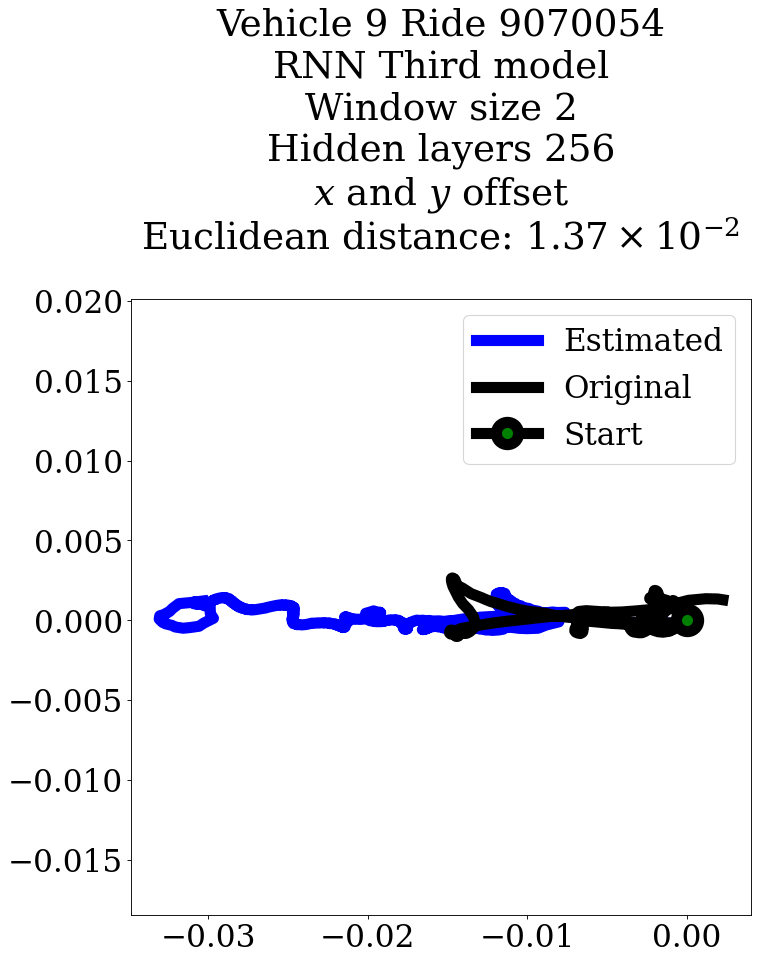 Vehicle 9 Ride 9070054
RNN Third model
Window size 2
Hidden layers 256
x and y offset
Euclidean distance: 1.37 × 10⁻²
Estimated
Original
Start
0.020
0.015
0.010
0.005
0.000
−0.005
−0.010
−0.015
−0.03 −0.02 −0.01 0.00